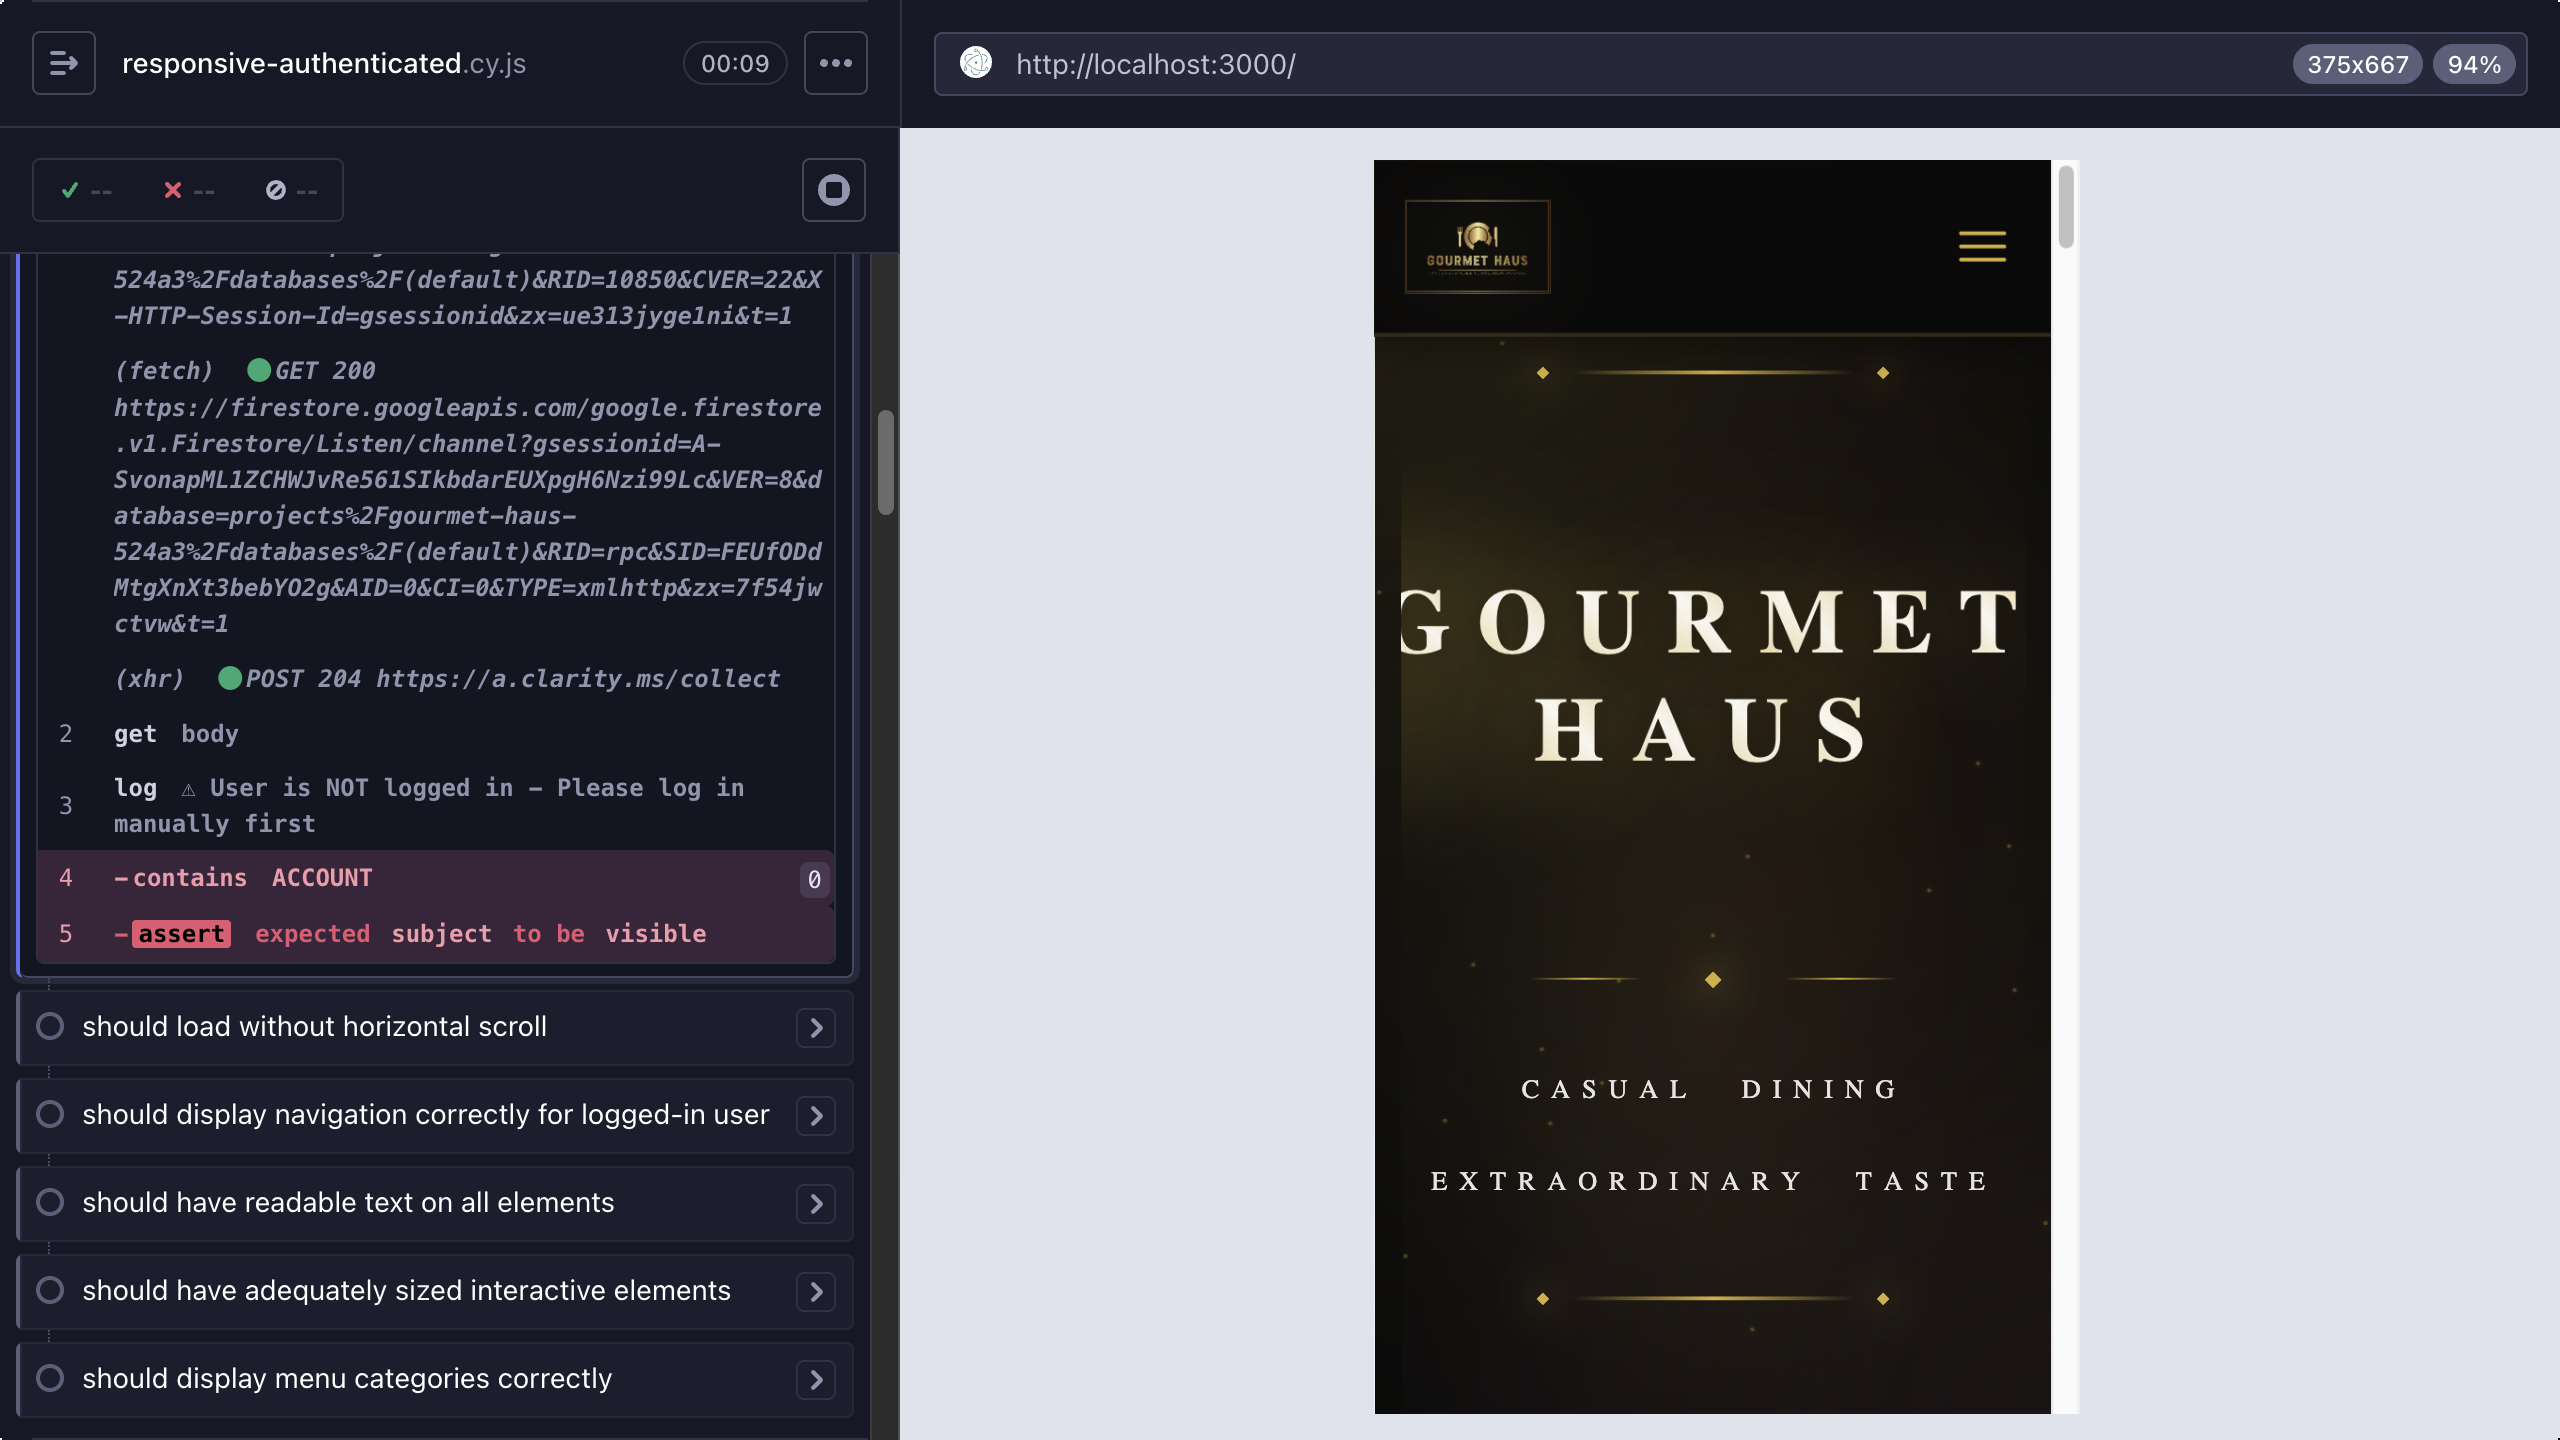 responsive-authenticated.cy.js
00:09
http://localhost:3000/
375x667
94%
--
--
--
524a3%2Fdatabases%2F(default)&RID=10850&CVER=22&X
-HTTP-Session-Id=gsessionid&zx=ue313jyge1ni&t=1
(fetch) GET 200
https://firestore.googleapis.com/google.firestore
.v1.Firestore/Listen/channel?gsessionid=A-
SvonapML1ZCHWJvRe561SIkbdarEUXpgH6Nzi99Lc&VER=8&d
atabase=projects%2Fgourmet-haus-
524a3%2Fdatabases%2F(default)&RID=rpc&SID=FEUfODd
MtgXnXt3bebYO2g&AID=0&CI=0&TYPE=xmlhttp&zx=7f54jw
ctvw&t=1
(xhr) POST 204 https://a.clarity.ms/collect
2 get body
3 log ⚠ User is NOT logged in – Please log in
manually first
4 -contains ACCOUNT 0
5 -assert expected subject to be visible
should load without horizontal scroll
should display navigation correctly for logged-in user
should have readable text on all elements
should have adequately sized interactive elements
should display menu categories correctly
GOURMET HAUS
GOURMET
HAUS
CASUAL DINING
EXTRAORDINARY TASTE